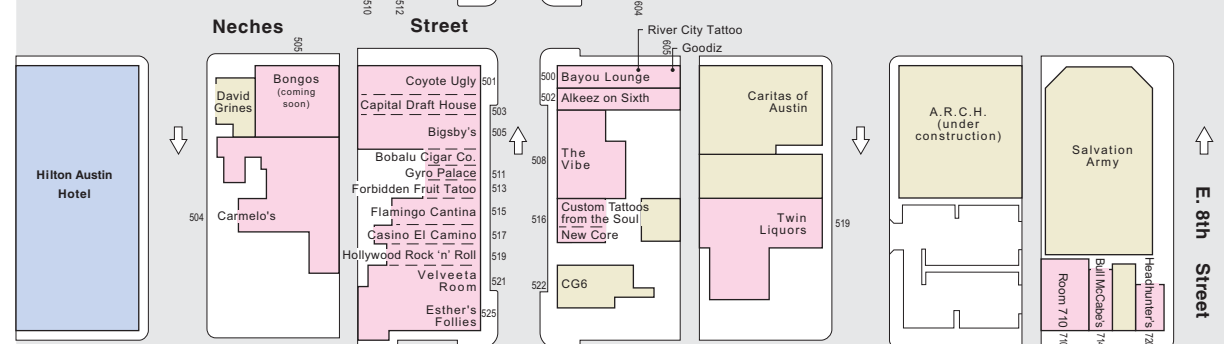 510
512
604
Neches Street
505
River City Tattoo
605
Goodiz
Hilton Austin
Hotel
David
Grines
Bongos
(coming
soon)
504
Carmelo's
Coyote Ugly
501
Capital Draft House
503
Bigsby's
505
Bobalu Cigar Co.
Gyro Palace
511
Forbidden Fruit Tatoo
513
Flamingo Cantina
515
Casino El Camino
517
Hollywood Rock 'n' Roll
519
Velveeta
Room
521
Esther's
Follies
525
500
Bayou Lounge
502
Alkeez on Sixth
508
The
Vibe
516
Custom Tattoos
from the Soul
New Core
522
CG6
Caritas of
Austin
Twin
Liquors
519
A.R.C.H.
(under
construction)
Salvation
Army
Room 710
710
Bull McCabe's
714
Headhunter's
720
E. 8th Street